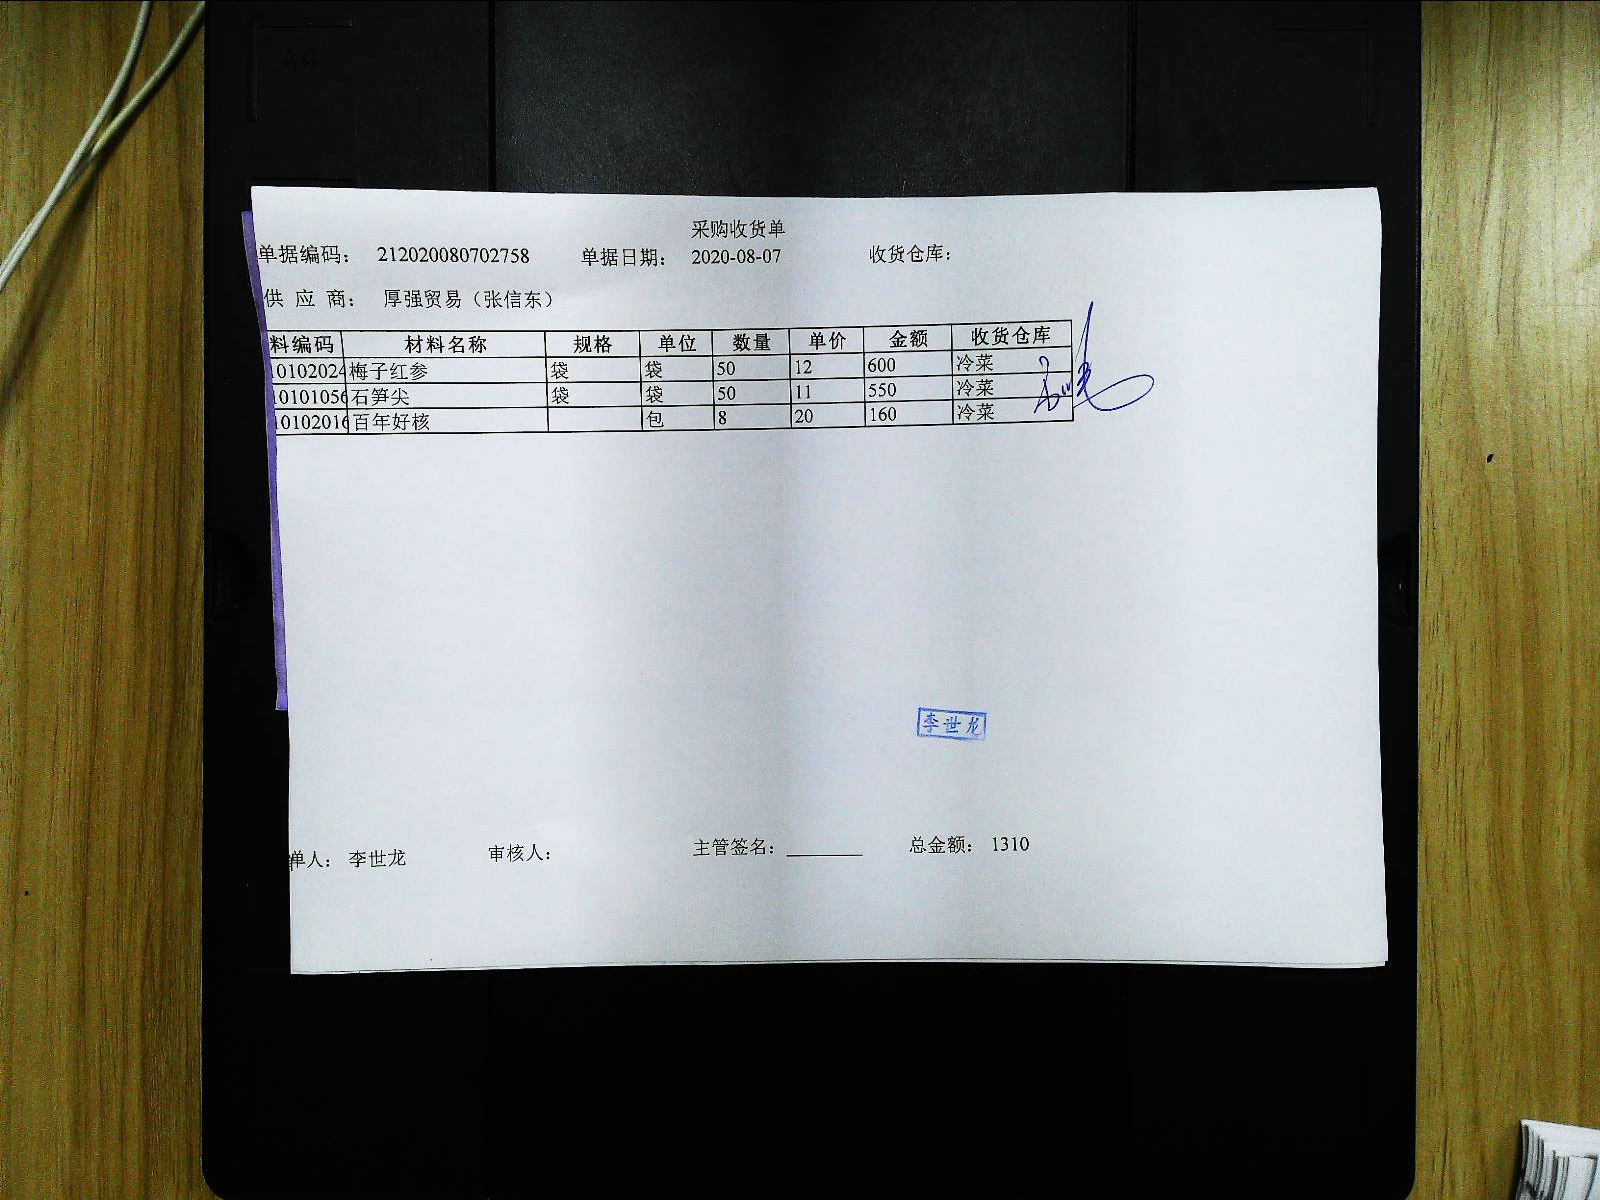 采购收货单
单据编码： 212020080702758 单据日期： 2020-08-07 收货仓库：
供 应 商： 厚强贸易（张信东）
料编码 材料名称 规格 单位 数量 单价 金额 收货仓库
10102024 梅子红参 袋 袋 50 12 600 冷菜
10101056 石笋尖 袋 袋 50 11 550 冷菜
10102016 百年好核 包 8 20 160 冷菜
李世龙
单人： 李世龙 审核人： 主管签名： 总金额： 1310